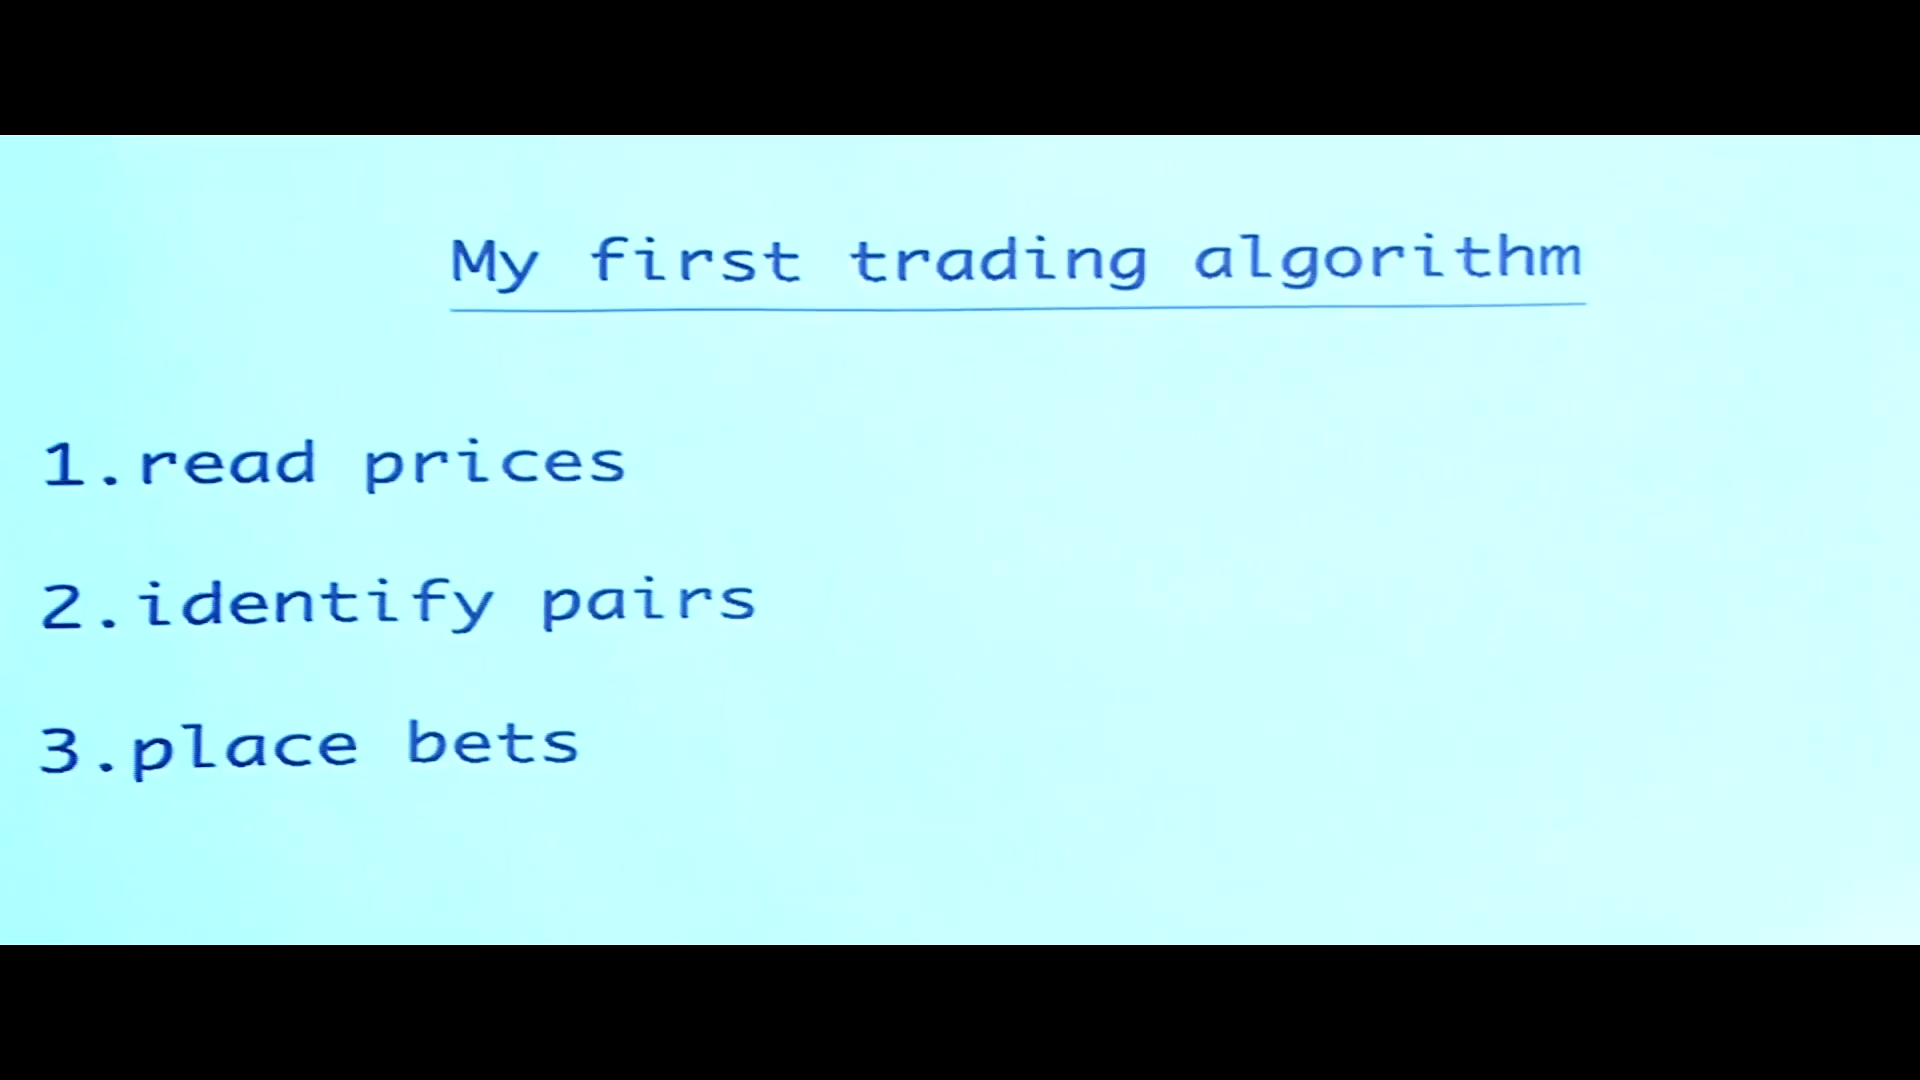 My first trading algorithm
1.read prices
2.identify pairs
3.place bets